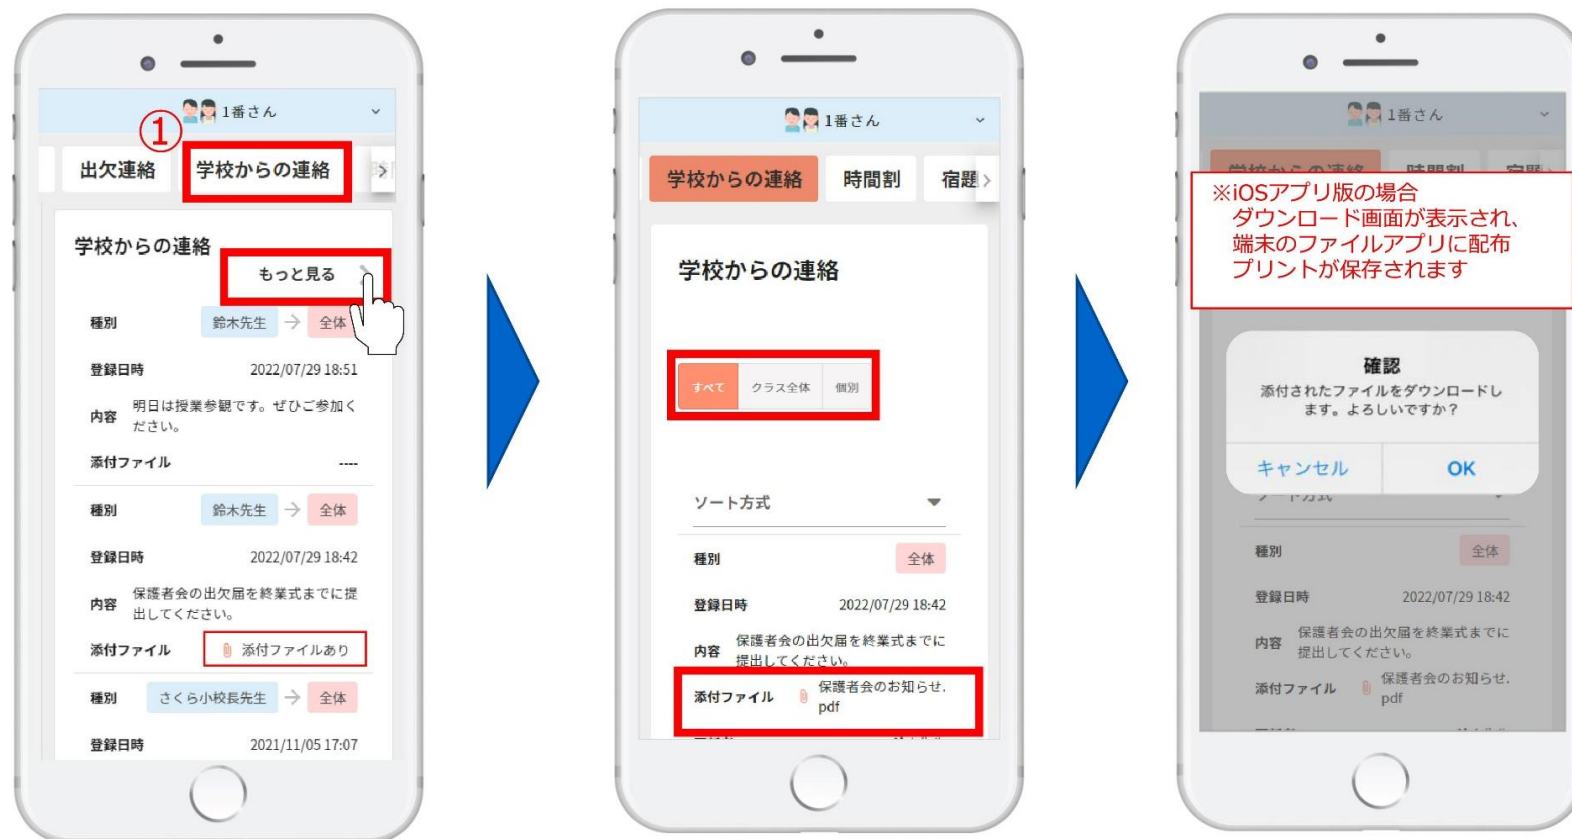 1番さん
①
出欠連絡 学校からの連絡
学校からの連絡
もっと見る
種別 鈴木先生 → 全体
登録日時 2022/07/29 18:51
内容 明日は授業参観です。ぜひご参加く
ださい。
添付ファイル ----
種別 鈴木先生 → 全体
登録日時 2022/07/29 18:42
内容 保護者会の出欠届を終業式までに提
出してください。
添付ファイル 添付ファイルあり
種別 さくら小校長先生 → 全体
登録日時 2021/11/05 17:07
1番さん
学校からの連絡 時間割 宿題
学校からの連絡
すべて クラス全体 個別
ソート方式
種別 全体
登録日時 2022/07/29 18:42
内容 保護者会の出欠届を終業式までに
提出してください。
添付ファイル 保護者会のお知らせ.
pdf
1番さん
学校からの連絡 時間割 宿題
※iOSアプリ版の場合
ダウンロード画面が表示され、
端末のファイルアプリに配布
プリントが保存されます
確認
添付されたファイルをダウンロードし
ます。よろしいですか？
キャンセル OK
ソート方式
種別 全体
登録日時 2022/07/29 18:42
内容 保護者会の出欠届を終業式までに
提出してください。
添付ファイル 保護者会のお知らせ.
pdf